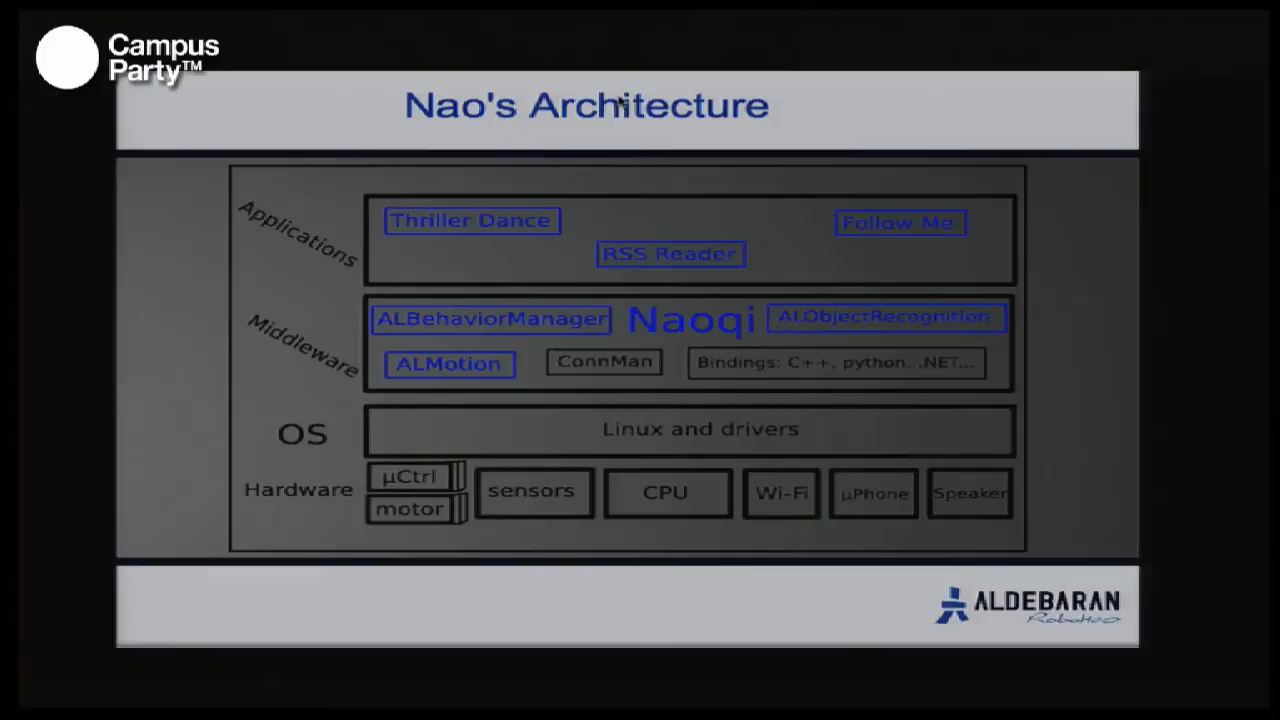 Campus
Party™
Nao's Architecture
Applications
Thriller Dance
Follow Me
RSS Reader
Middleware
ALBehaviorManager
Naoqi
ALObjectRecognition
ALMotion
ConnMan
Bindings: C++, python, .NET...
OS
Linux and drivers
Hardware
µCtrl
motor
sensors
CPU
Wi-Fi
µPhone
Speaker
ALDEBARAN
Robotics